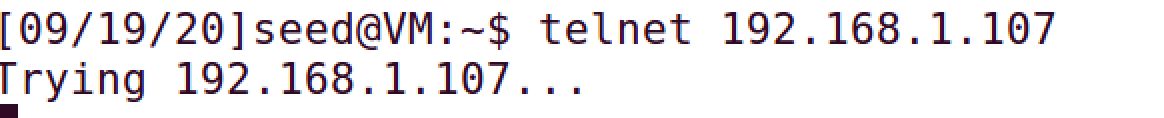 [09/19/20]seed@VM:~$ telnet 192.168.1.107
Trying 192.168.1.107...